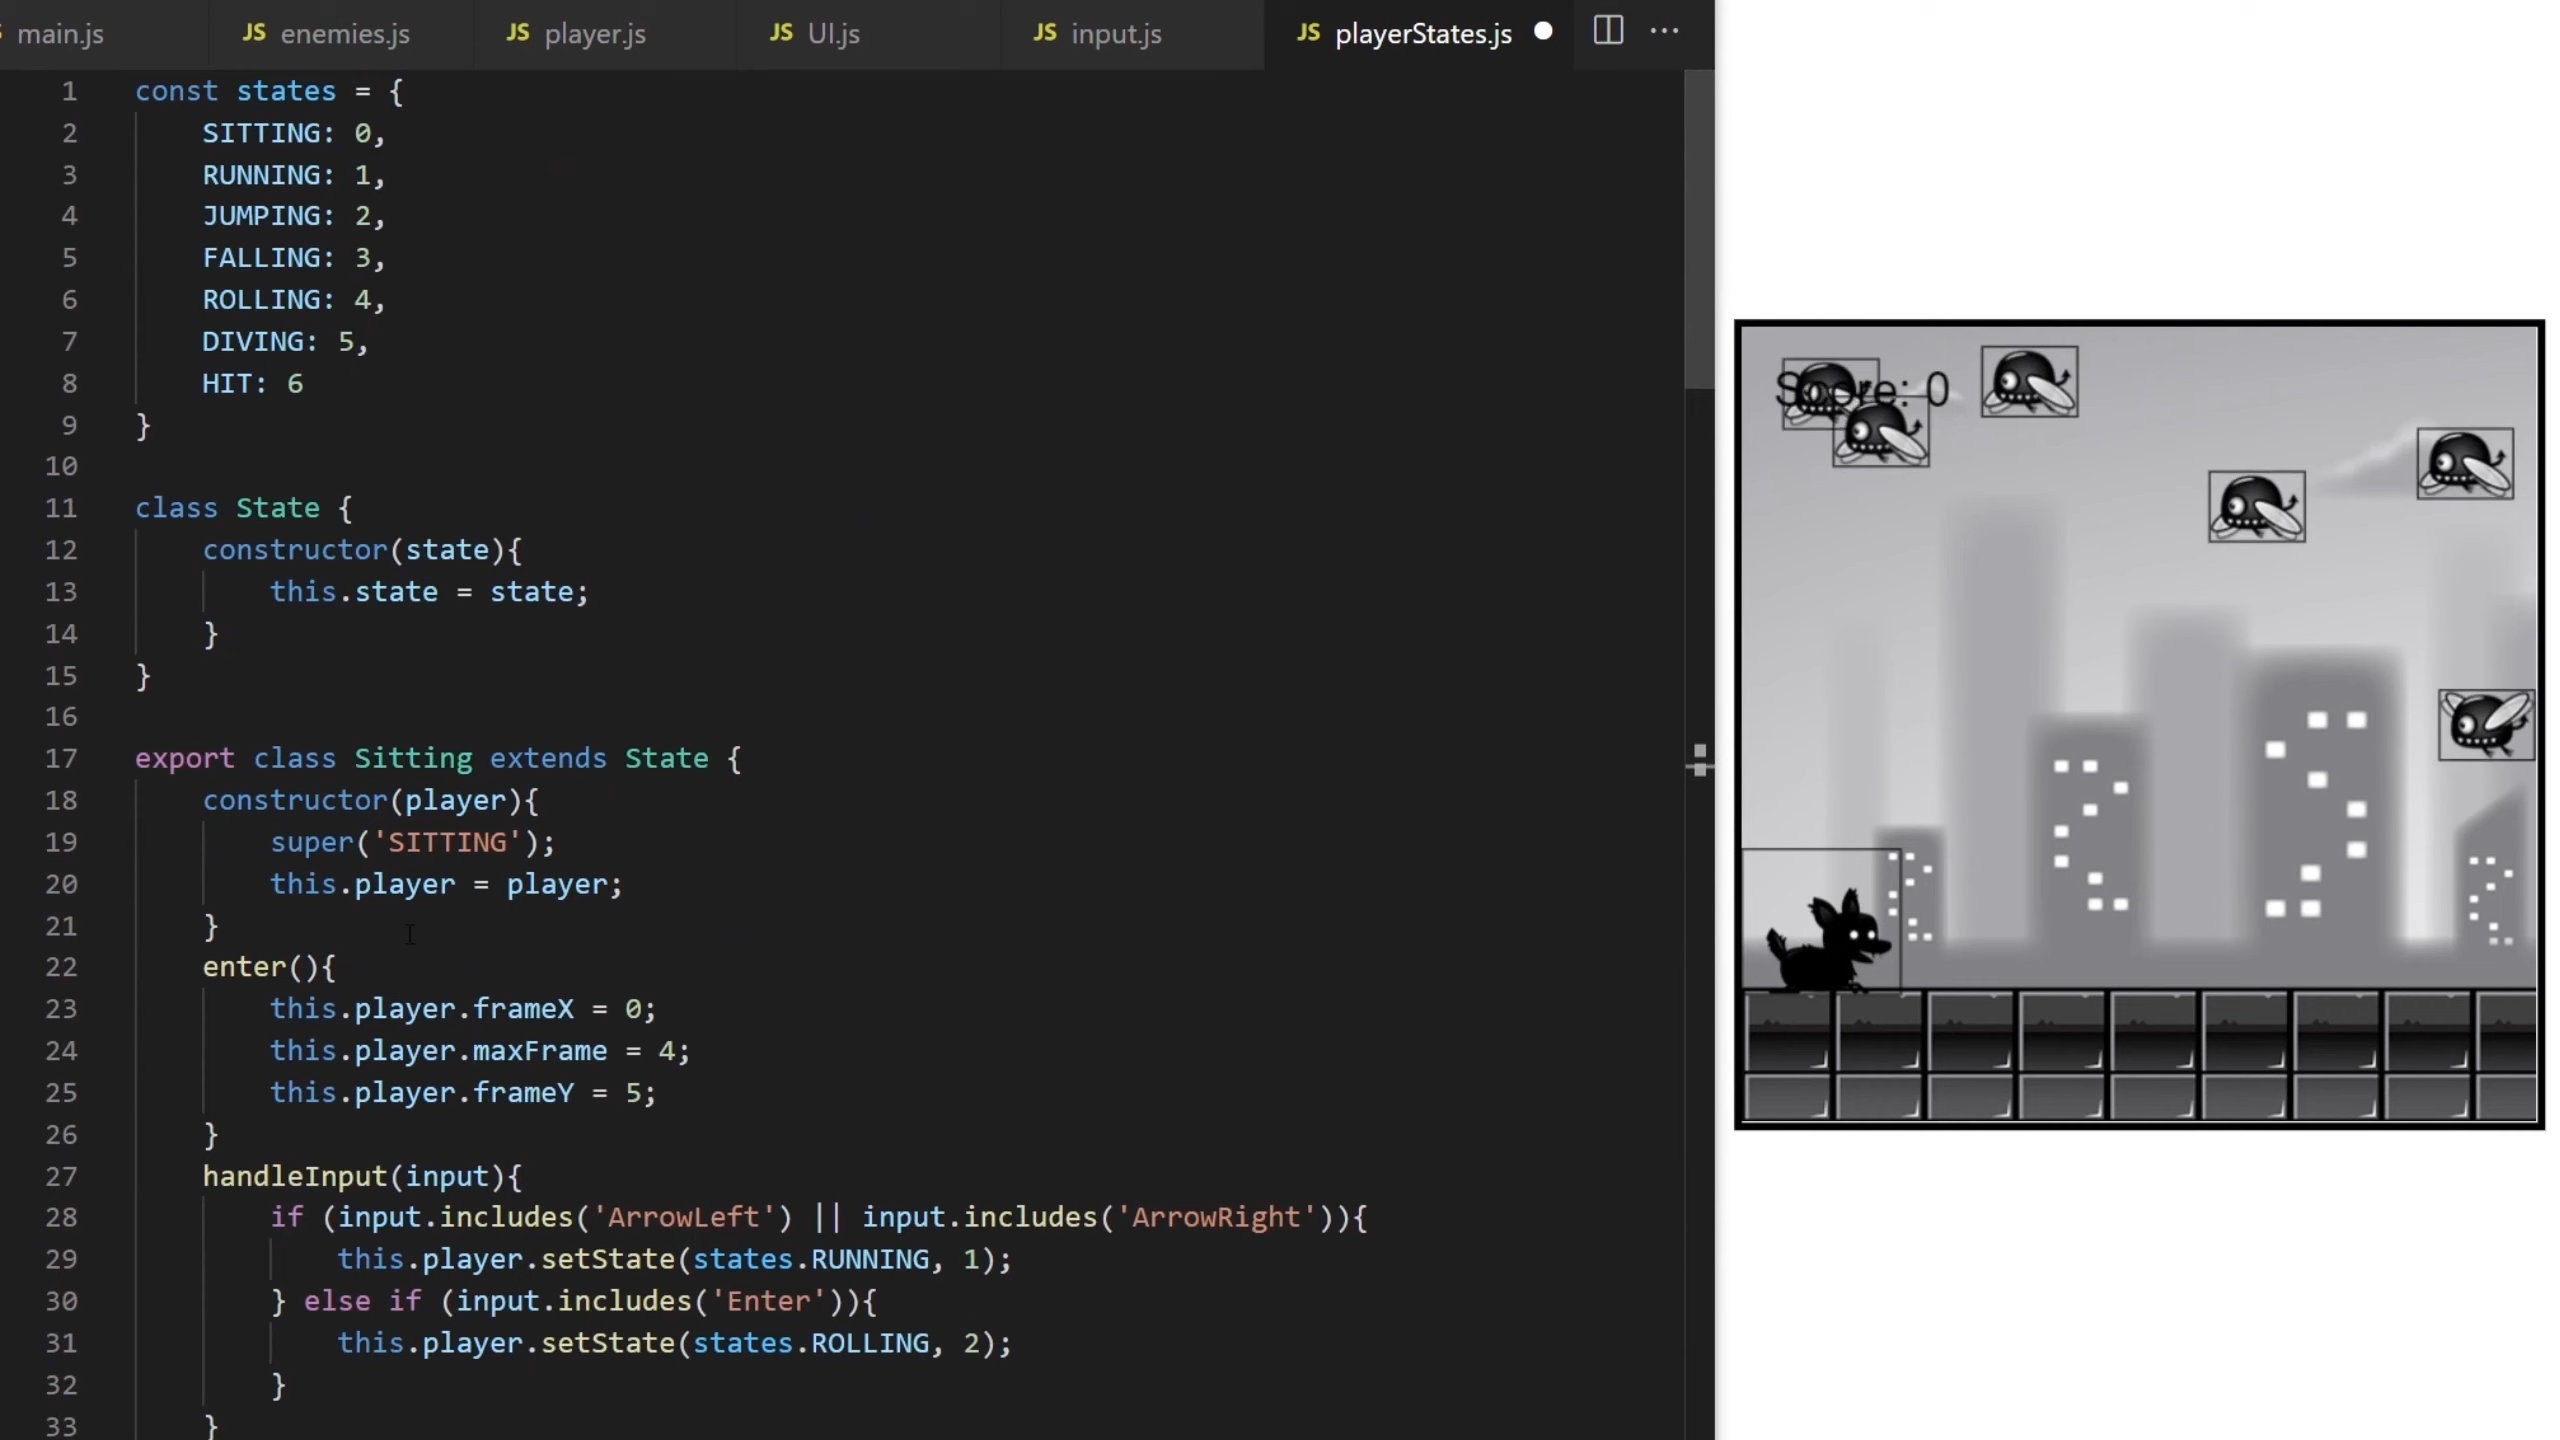 main.js JS enemies.js JS player.js JS UI.js JS input.js JS playerStates.js
1 const states = {
2 SITTING: 0,
3 RUNNING: 1,
4 JUMPING: 2,
5 FALLING: 3,
6 ROLLING: 4,
7 DIVING: 5,
8 HIT: 6
9 }
10
11 class State {
12 constructor(state){
13 this.state = state;
14 }
15 }
16
17 export class Sitting extends State {
18 constructor(player){
19 super('SITTING');
20 this.player = player;
21 }
22 enter(){
23 this.player.frameX = 0;
24 this.player.maxFrame = 4;
25 this.player.frameY = 5;
26 }
27 handleInput(input){
28 if (input.includes('ArrowLeft') || input.includes('ArrowRight')){
29 this.player.setState(states.RUNNING, 1);
30 } else if (input.includes('Enter')){
31 this.player.setState(states.ROLLING, 2);
32 }
33 }
Score: 0